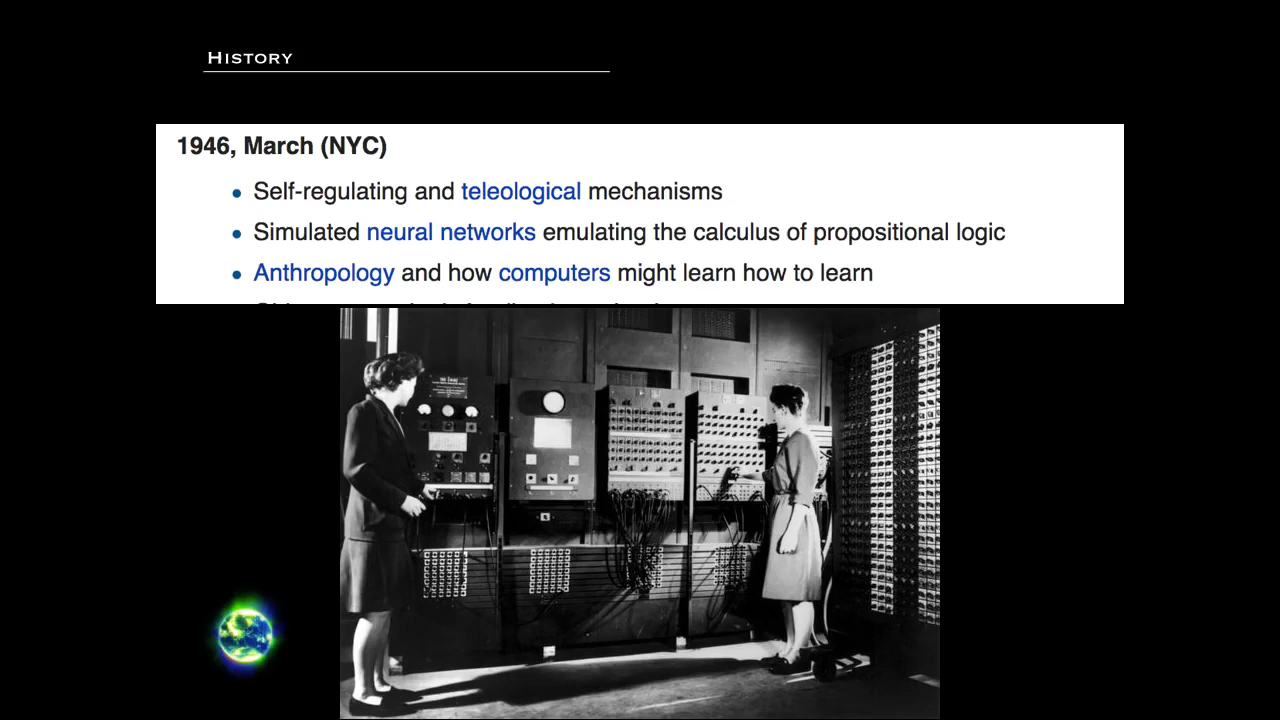 HISTORY
1946, March (NYC)
• Self-regulating and teleological mechanisms
• Simulated neural networks emulating the calculus of propositional logic
• Anthropology and how computers might learn how to learn